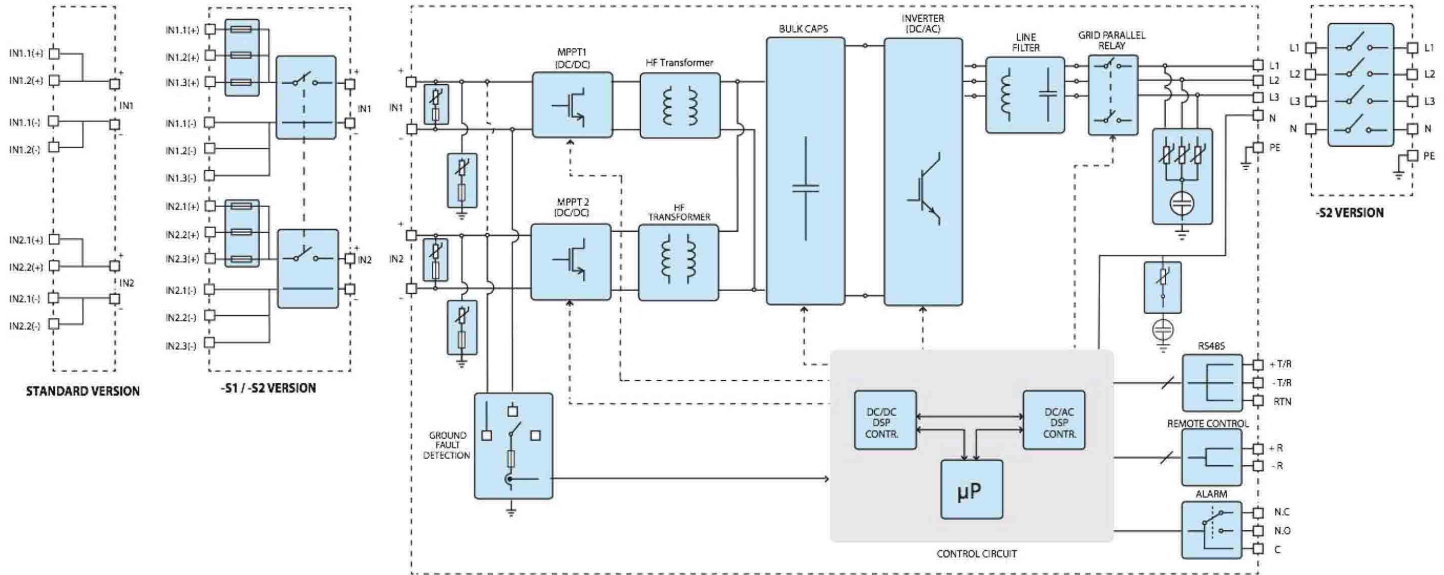 IN1.1(+)
IN1.2(+)
+
IN1
IN1.1(-)
-
IN1.2(-)
IN2.1(+)
IN2.2(+)
+
IN2
IN2.1(-)
-
IN2.2(-)
STANDARD VERSION
IN1.1(+)
IN1.2(+)
IN1.3(+)
+
IN1
IN1.1(-)
-
IN1.2(-)
IN1.3(-)
IN2.1(+)
IN2.2(+)
IN2.3(+)
+
IN2
IN2.1(-)
-
IN2.2(-)
IN2.3(-)
-S1 / -S2 VERSION
+
IN1
-
+
IN2
-
MPPT1
(DC/DC)
HF Transformer
MPPT 2
(DC/DC)
HF
TRANSFORMER
BULK CAPS
INVERTER
(DC/AC)
LINE
FILTER
GRID PARALLEL
RELAY
L1
L2
L3
N
PE
GROUND
FAULT
DETECTION
DC/DC
DSP
CONTR.
DC/AC
DSP
CONTR.
µP
CONTROL CIRCUIT
RS485
+ T/R
- T/R
RTN
REMOTE CONTROL
+ R
- R
ALARM
N.C
N.O
C
L1
L2
L3
N
L1
L2
L3
N
PE
-S2 VERSION